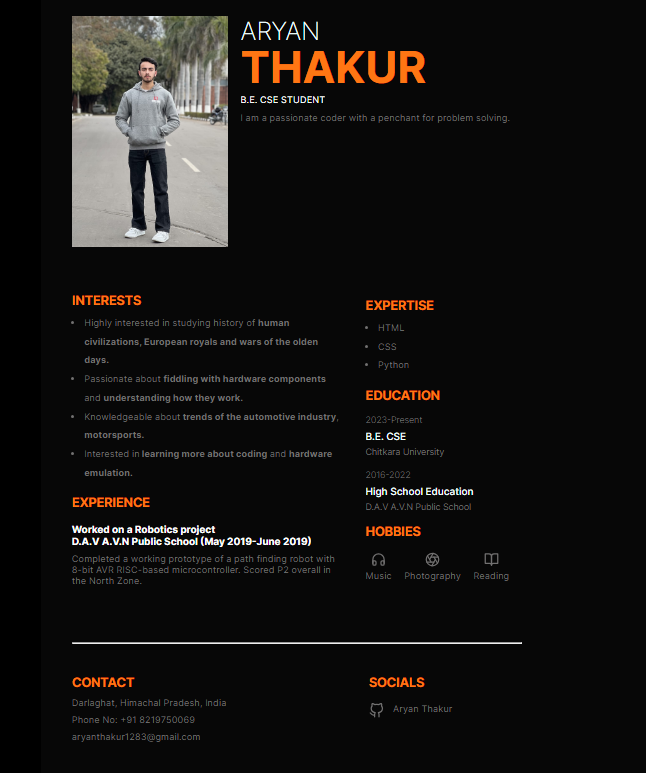 ARYAN
THAKUR
B.E. CSE STUDENT
I am a passionate coder with a penchant for problem solving.
INTERESTS
• Highly interested in studying history of human
civilizations, European royals and wars of the olden
days.
• Passionate about fiddling with hardware components
and understanding how they work.
• Knowledgeable about trends of the automotive industry,
motorsports.
• Interested in learning more about coding and hardware
emulation.
EXPERIENCE
Worked on a Robotics project
D.A.V A.V.N Public School (May 2019-June 2019)
Completed a working prototype of a path finding robot with
8-bit AVR RISC-based microcontroller. Scored P2 overall in
the North Zone.
EXPERTISE
• HTML
• CSS
• Python
EDUCATION
2023-Present
B.E. CSE
Chitkara University
2016-2022
High School Education
D.A.V A.V.N Public School
HOBBIES
Music Photography Reading
CONTACT
Darlaghat, Himachal Pradesh, India
Phone No: +91 8219750069
aryanthakur1283@gmail.com
SOCIALS
Aryan Thakur